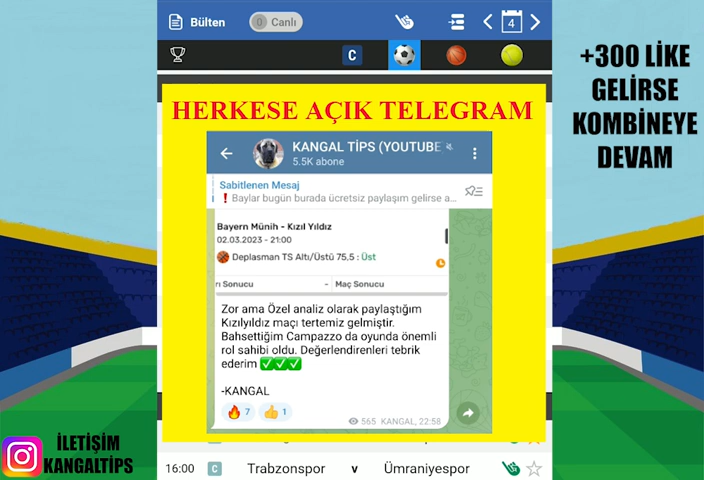 Bülten
0 Canlı
4
C
+300 LİKE
GELİRSE
KOMBİNEYE
DEVAM
HERKESE AÇIK TELEGRAM
KANGAL TİPS (YOUTUBE
5.5K abone
Sabitlenen Mesaj
❗ Baylar bugün burada ücretsiz paylaşım gelirse a...
Bayern Münih - Kızıl Yıldız
02.03.2023 - 21:00
Deplasman TS Altı/Üstü 75,5 : Üst
rı Sonucu - Maç Sonucu
Zor ama Özel analiz olarak paylaştığım
Kızılyıldız maçı tertemiz gelmiştir.
Bahsettiğim Campazzo da oyunda önemli
rol sahibi oldu. Değerlendirenleri tebrik
ederim ✅✅✅
-KANGAL
🔥 7 👍 1
565 KANGAL, 22:58
İLETİŞİM
KANGALTİPS
16:00 C Trabzonspor v Ümraniyespor